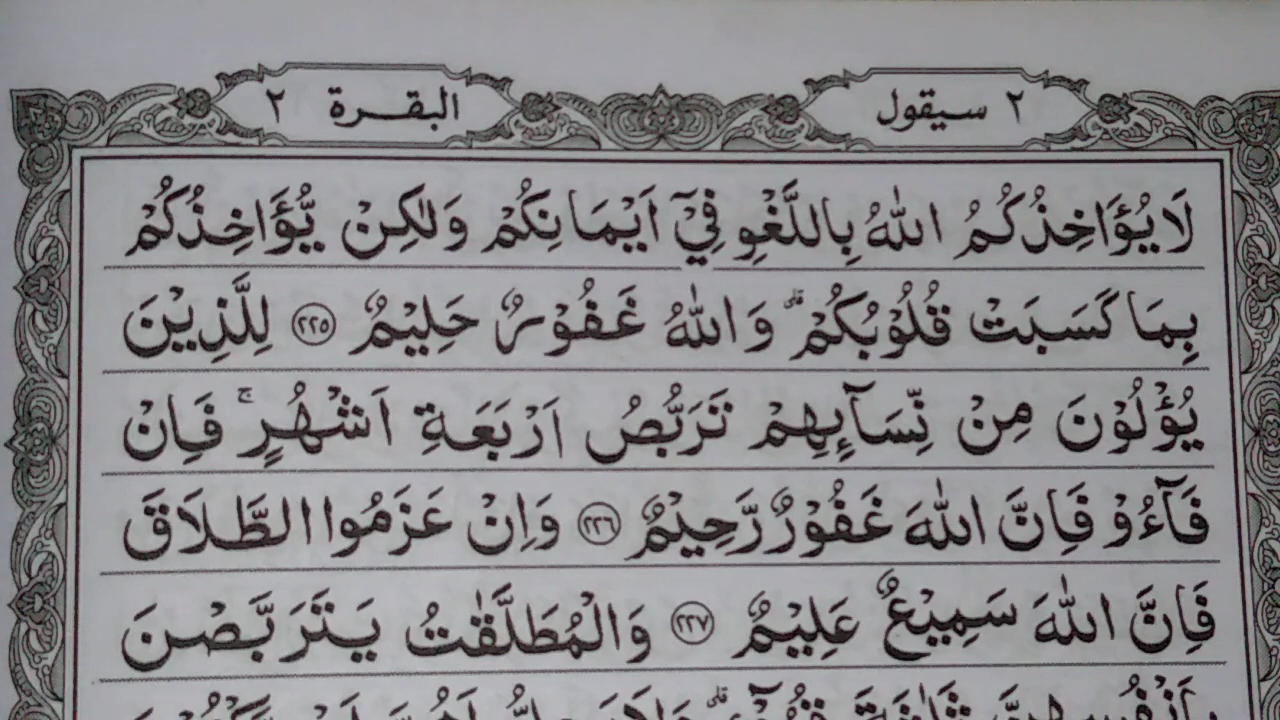 ٢ سيقول
البقرة ٢
لَا يُؤَاخِذُكُمُ اللّٰهُ بِاللَّغْوِ فِيْٓ اَيْمَانِكُمْ وَلٰكِنْ يُّؤَاخِذُكُمْ
بِمَا كَسَبَتْ قُلُوْبُكُمْ ۗ وَاللّٰهُ غَفُوْرٌ حَلِيْمٌ ٢٢٥ لِلَّذِيْنَ
يُؤْلُوْنَ مِنْ نِّسَآىِٕهِمْ تَرَبُّصُ اَرْبَعَةِ اَشْهُرٍ ۚ فَاِنْ
فَآءُوْ فَاِنَّ اللّٰهَ غَفُوْرٌ رَّحِيْمٌ ٢٢٦ وَاِنْ عَزَمُوا الطَّلَاقَ
فَاِنَّ اللّٰهَ سَمِيْعٌ عَلِيْمٌ ٢٢٧ وَالْمُطَلَّقٰتُ يَتَرَبَّصْنَ